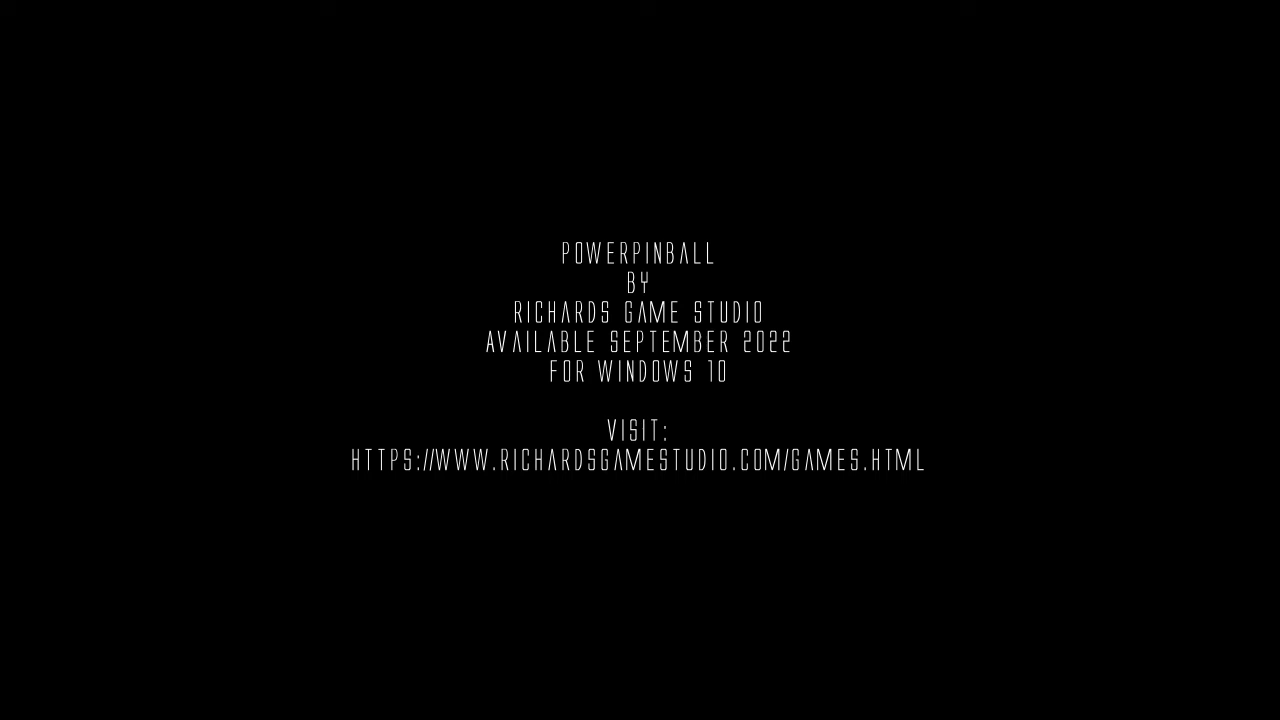 POWERPINBALL
BY
RICHARDS GAME STUDIO
AVAILABLE SEPTEMBER 2022
FOR WINDOWS 10
VISIT:
HTTPS://WWW.RICHARDSGAMESTUDIO.COM/GAMES.HTML